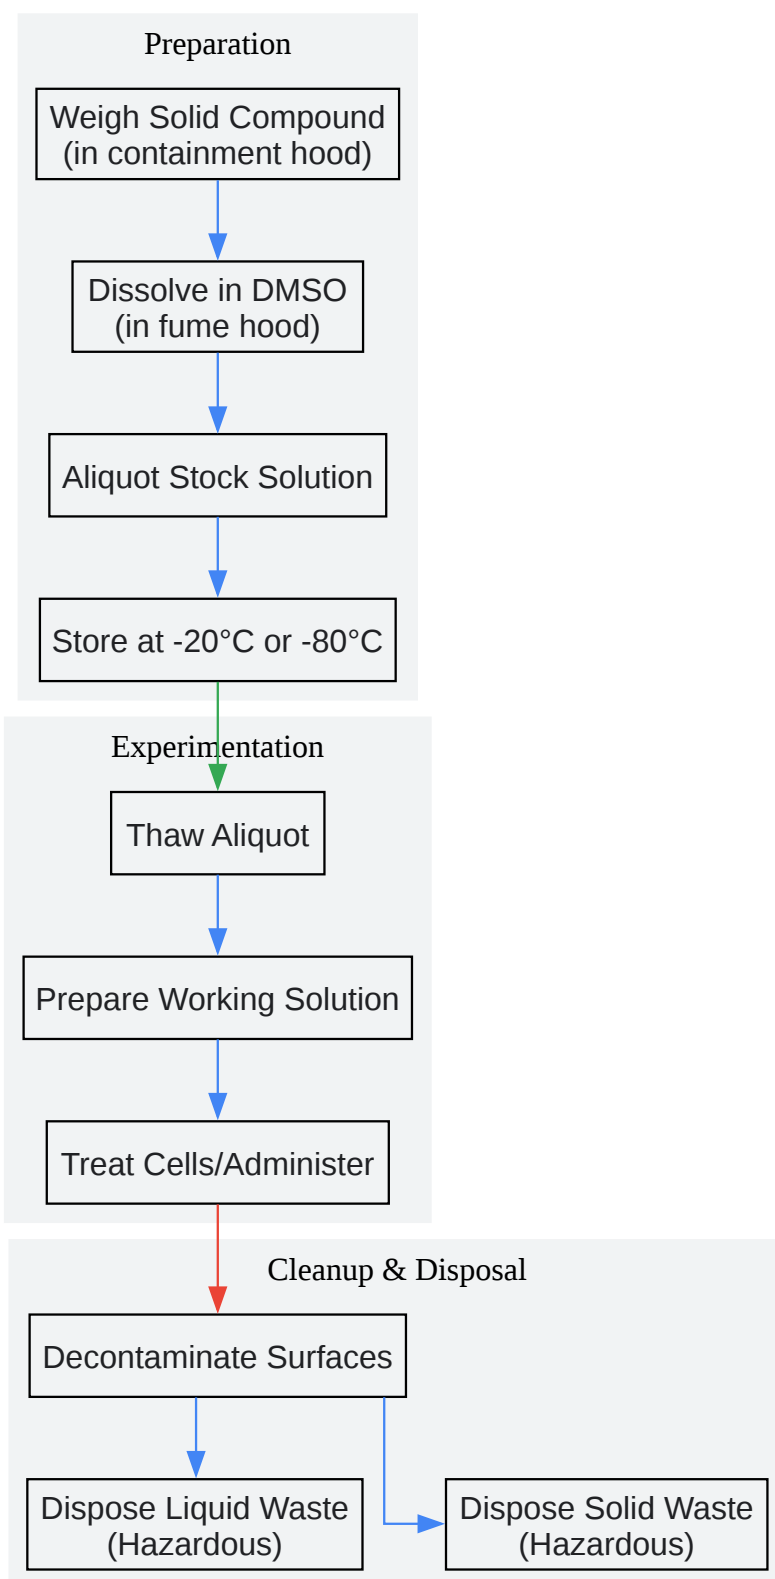 Preparation
Weigh Solid Compound
(in containment hood)
Dissolve in DMSO
(in fume hood)
Aliquot Stock Solution
Store at -20°C or -80°C
Experimentation
Thaw Aliquot
Prepare Working Solution
Treat Cells/Administer
Cleanup & Disposal
Decontaminate Surfaces
Dispose Liquid Waste
(Hazardous)
Dispose Solid Waste
(Hazardous)